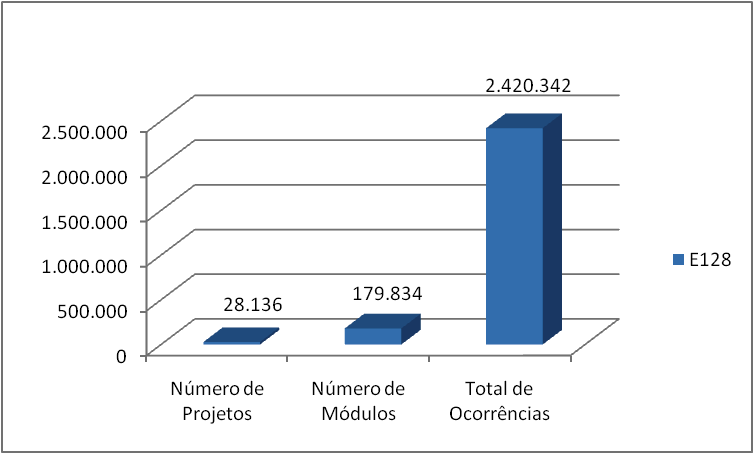 2.420.342
2.500.000
2.000.000
1.500.000
1.000.000
500.000
0
179.834
28.136
E128
Número de
Projetos
Número de
Módulos
Total de
Ocorrências